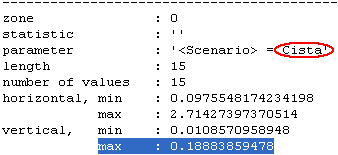 zone : 0
statistic : ''
parameter : '<Scenario> = Cista'
length : 15
number of values : 15
horizontal, min : 0.0975548174234198
max : 2.71427397370514
vertical, min : 0.0108570958948
max : 0.18883859478